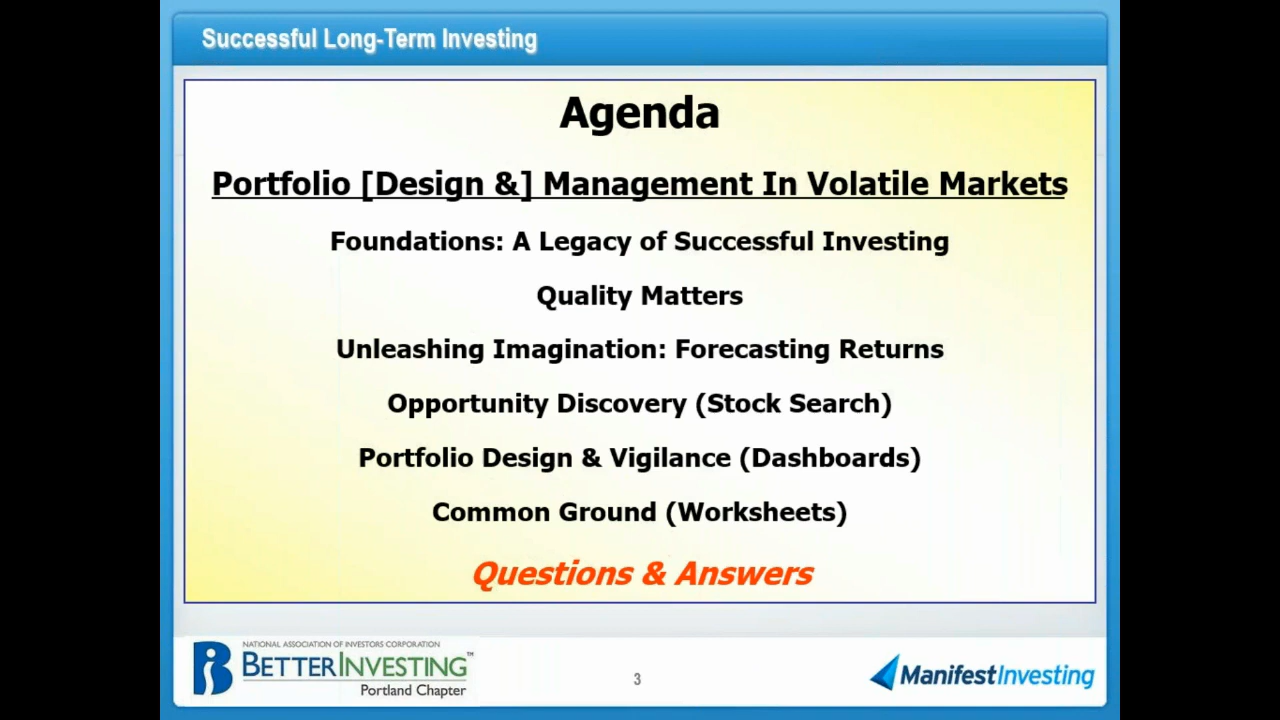 Successful Long-Term Investing
Agenda
Portfolio [Design &] Management In Volatile Markets
Foundations: A Legacy of Successful Investing
Quality Matters
Unleashing Imagination: Forecasting Returns
Opportunity Discovery (Stock Search)
Portfolio Design & Vigilance (Dashboards)
Common Ground (Worksheets)
Questions & Answers
NATIONAL ASSOCIATION OF INVESTORS CORPORATION
BETTERINVESTING™
Portland Chapter
3
ManifestInvesting